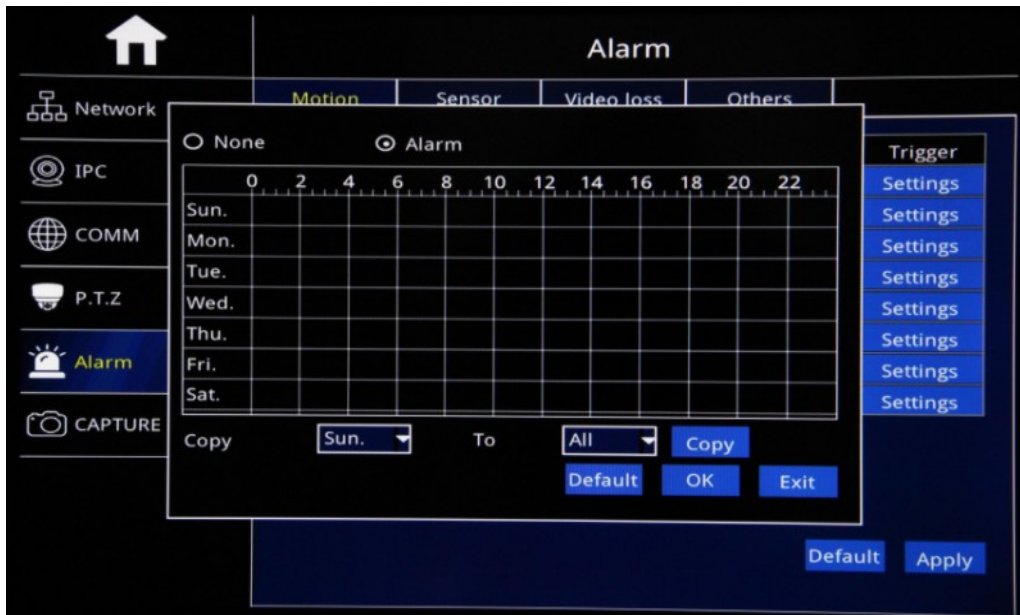 Alarm
Motion Sensor Video loss Others
Network
IPC
COMM
P.T.Z
Alarm
CAPTURE
None Alarm
0 2 4 6 8 10 12 14 16 18 20 22
Sun.
Mon.
Tue.
Wed.
Thu.
Fri.
Sat.
Copy Sun. To All Copy
Default OK Exit
Trigger
Settings
Settings
Settings
Settings
Settings
Settings
Settings
Settings
Default Apply